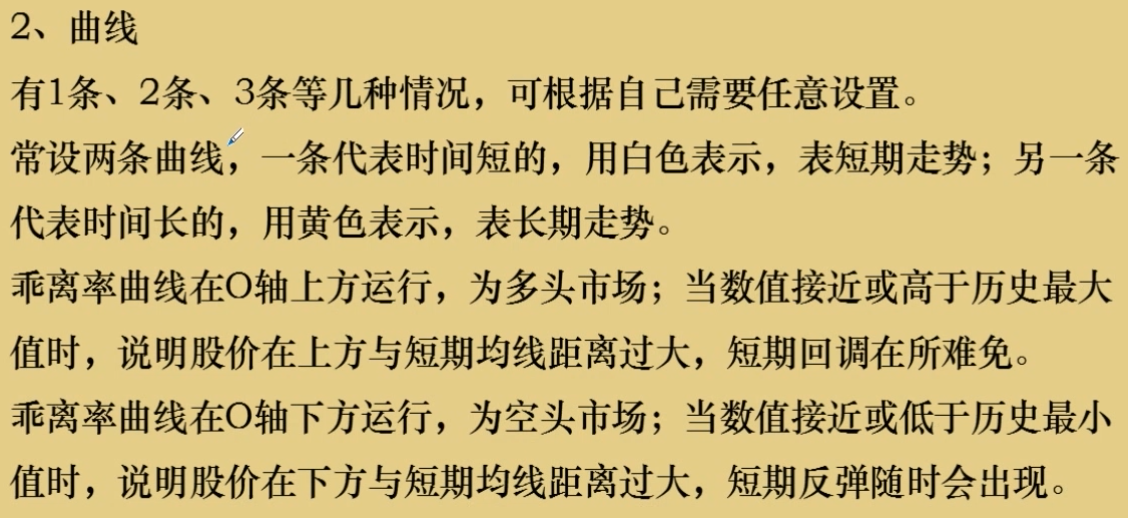 2、曲线
有1条、2条、3条等几种情况，可根据自己需要任意设置。
常设两条曲线，一条代表时间短的，用白色表示，表短期走势；另一条
代表时间长的，用黄色表示，表长期走势。
乖离率曲线在O轴上方运行，为多头市场；当数值接近或高于历史最大
值时，说明股价在上方与短期均线距离过大，短期回调在所难免。
乖离率曲线在O轴下方运行，为空头市场；当数值接近或低于历史最小
值时，说明股价在下方与短期均线距离过大，短期反弹随时会出现。